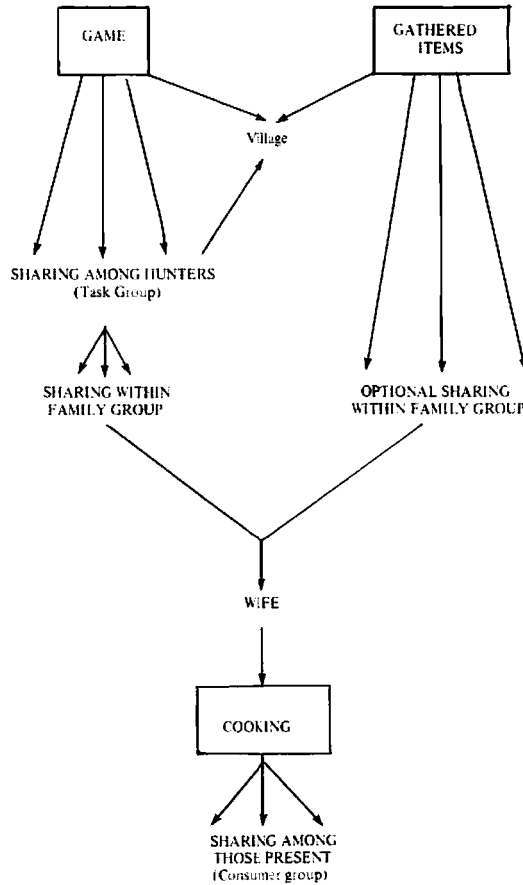 GAME
GATHERED
ITEMS
Village
SHARING AMONG HUNTERS
(Task Group)
SHARING WITHIN
FAMILY GROUP
OPTIONAL SHARING
WITHIN FAMILY GROUP
WIFE
COOKING
SHARING AMONG
THOSE PRESENT
(Consumer group)